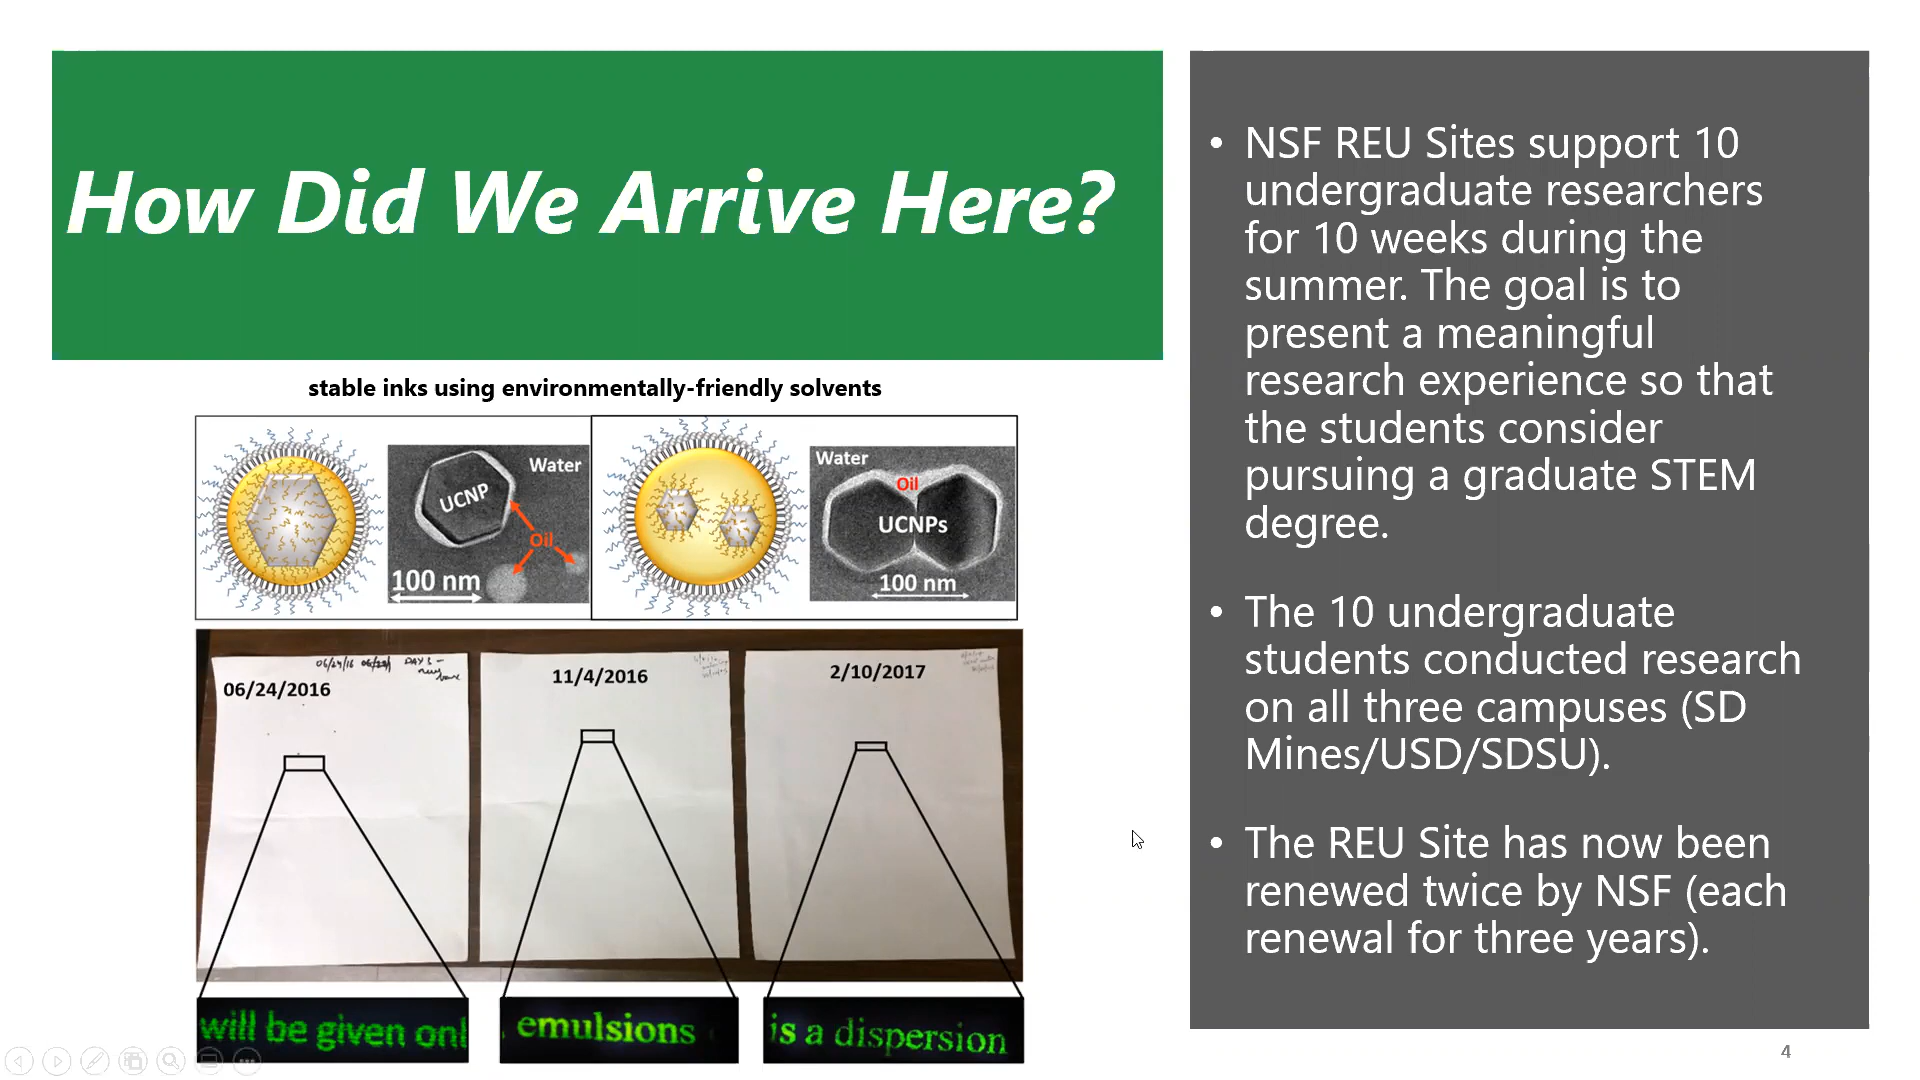 How Did We Arrive Here?
stable inks using environmentally-friendly solvents
UCNP
Water
Oil
100 nm
Water
Oil
UCNPs
100 nm
06/24/16
DAY 1 -
06/24/2016
11/4/2016
2/10/2017
will be given onl
emulsions
is a dispersion
• NSF REU Sites support 10
undergraduate researchers
for 10 weeks during the
summer. The goal is to
present a meaningful
research experience so that
the students consider
pursuing a graduate STEM
degree.
• The 10 undergraduate
students conducted research
on all three campuses (SD
Mines/USD/SDSU).
• The REU Site has now been
renewed twice by NSF (each
renewal for three years).
4